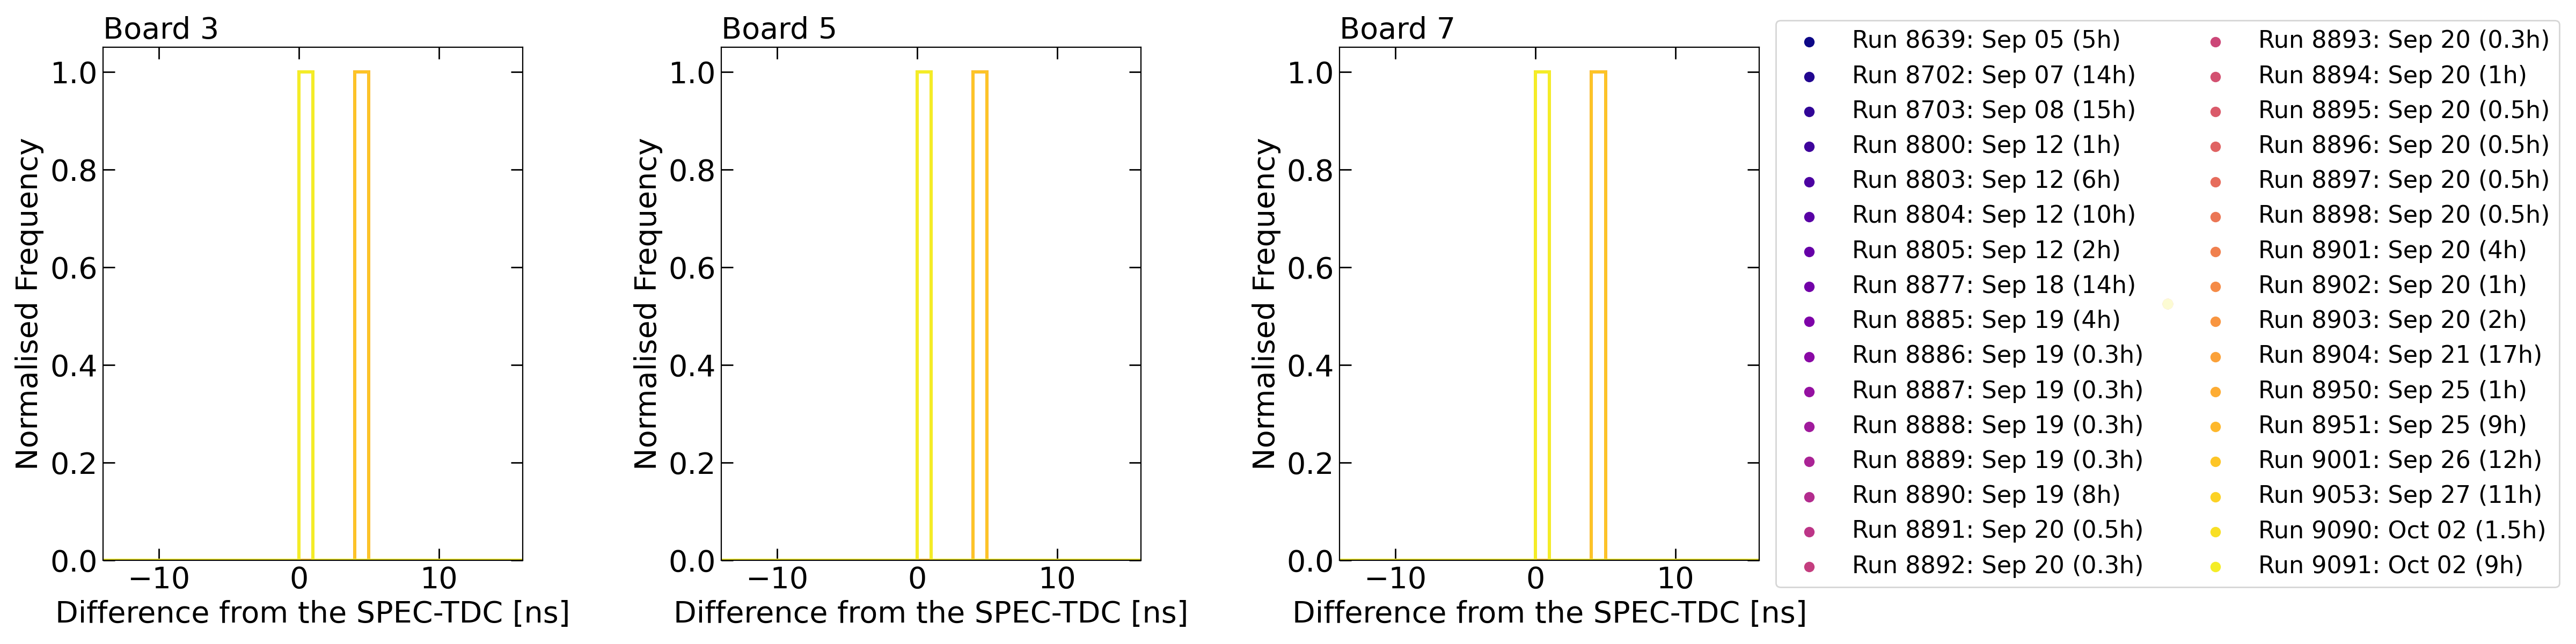 Board 3
1.0
0.8
0.6
0.4
0.2
0.0
−10 0 10
Normalised Frequency
Difference from the SPEC-TDC [ns]
Board 5
1.0
0.8
0.6
0.4
0.2
0.0
−10 0 10
Normalised Frequency
Difference from the SPEC-TDC [ns]
Board 7
1.0
0.8
0.6
0.4
0.2
0.0
−10 0 10
Normalised Frequency
Difference from the SPEC-TDC [ns]
Run 8639: Sep 05 (5h)
Run 8702: Sep 07 (14h)
Run 8703: Sep 08 (15h)
Run 8800: Sep 12 (1h)
Run 8803: Sep 12 (6h)
Run 8804: Sep 12 (10h)
Run 8805: Sep 12 (2h)
Run 8877: Sep 18 (14h)
Run 8885: Sep 19 (4h)
Run 8886: Sep 19 (0.3h)
Run 8887: Sep 19 (0.3h)
Run 8888: Sep 19 (0.3h)
Run 8889: Sep 19 (0.3h)
Run 8890: Sep 19 (8h)
Run 8891: Sep 20 (0.5h)
Run 8892: Sep 20 (0.3h)
Run 8893: Sep 20 (0.3h)
Run 8894: Sep 20 (1h)
Run 8895: Sep 20 (0.5h)
Run 8896: Sep 20 (0.5h)
Run 8897: Sep 20 (0.5h)
Run 8898: Sep 20 (0.5h)
Run 8901: Sep 20 (4h)
Run 8902: Sep 20 (1h)
Run 8903: Sep 20 (2h)
Run 8904: Sep 21 (17h)
Run 8950: Sep 25 (1h)
Run 8951: Sep 25 (9h)
Run 9001: Sep 26 (12h)
Run 9053: Sep 27 (11h)
Run 9090: Oct 02 (1.5h)
Run 9091: Oct 02 (9h)